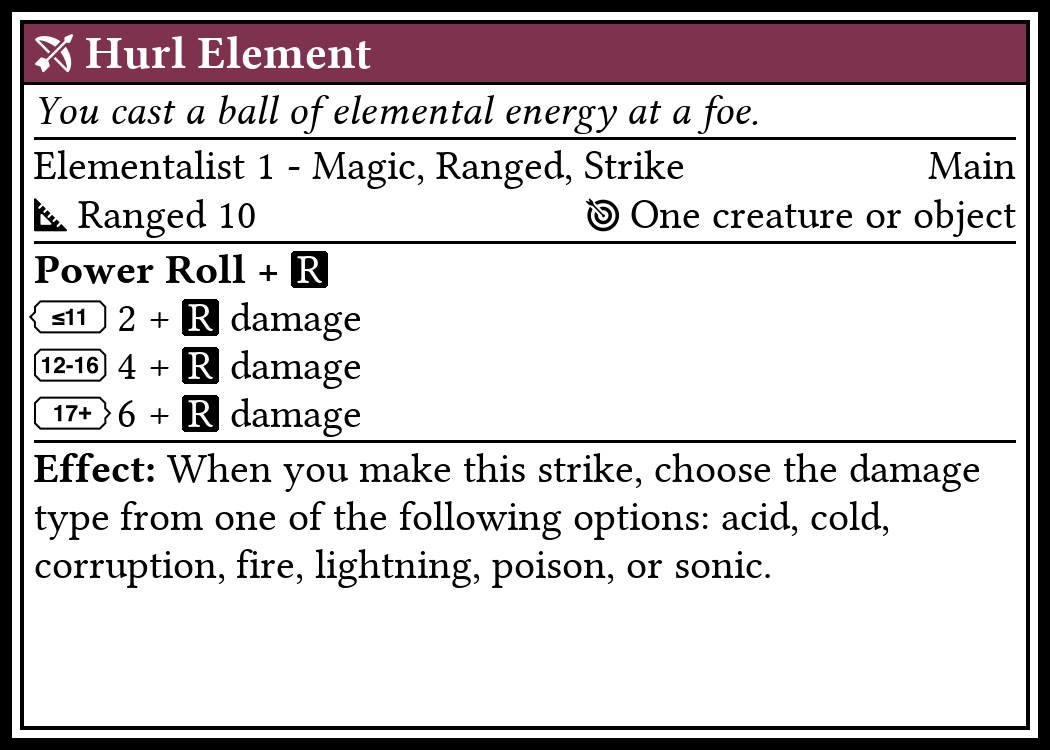 Hurl Element
You cast a ball of elemental energy at a foe.
Elementalist 1 - Magic, Ranged, Strike Main
Ranged 10 One creature or object
Power Roll + R
≤11 2 + R damage
12-16 4 + R damage
17+ 6 + R damage
Effect: When you make this strike, choose the damage
type from one of the following options: acid, cold,
corruption, fire, lightning, poison, or sonic.